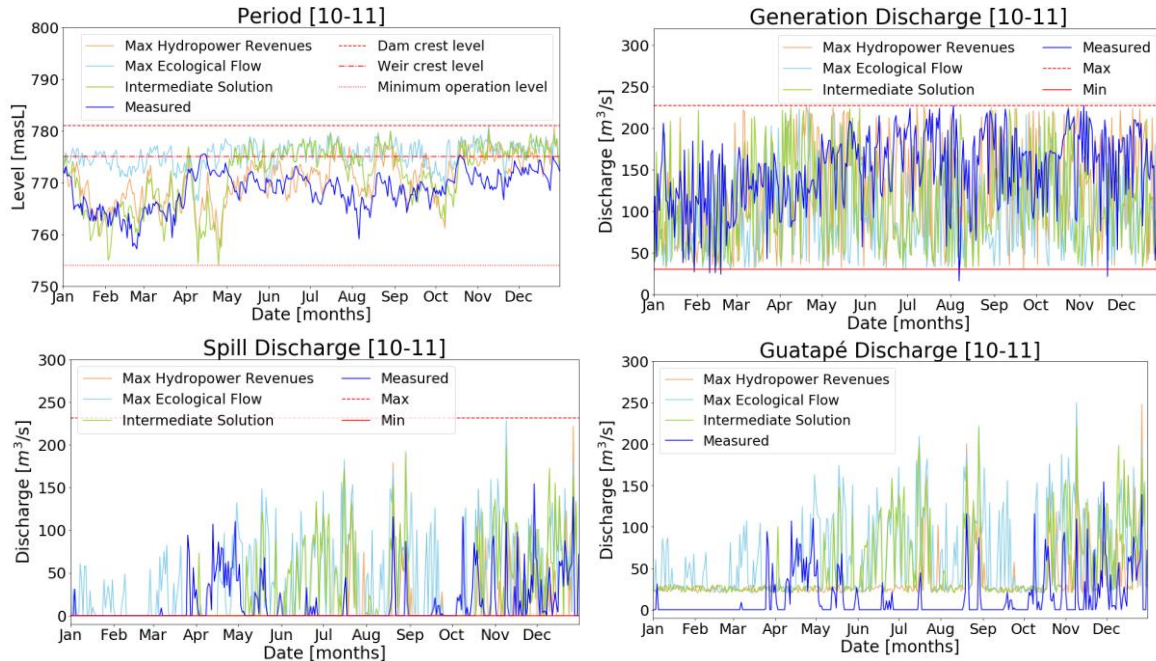 Period [10-11]
800
790
780
770
760
750
Level [masL]
Max Hydropower Revenues
Max Ecological Flow
Intermediate Solution
Measured
Dam crest level
Weir crest level
Minimum operation level
Jan Feb Mar Apr May Jun Jul Aug Sep Oct Nov Dec
Date [months]
Generation Discharge [10-11]
300
250
200
150
100
50
0
Discharge [m³/s]
Max Hydropower Revenues
Max Ecological Flow
Intermediate Solution
Measured
Max
Min
Jan Feb Mar Apr May Jun Jul Aug Sep Oct Nov Dec
Date [months]
Spill Discharge [10-11]
300
250
200
150
100
50
0
Discharge [m³/s]
Max Hydropower Revenues
Max Ecological Flow
Intermediate Solution
Measured
Max
Min
Jan Feb Mar Apr May Jun Jul Aug Sep Oct Nov Dec
Date [months]
Guatapé Discharge [10-11]
300
250
200
150
100
50
0
Discharge [m³/s]
Max Hydropower Revenues
Max Ecological Flow
Intermediate Solution
Measured
Jan Feb Mar Apr May Jun Jul Aug Sep Oct Nov Dec
Date [months]